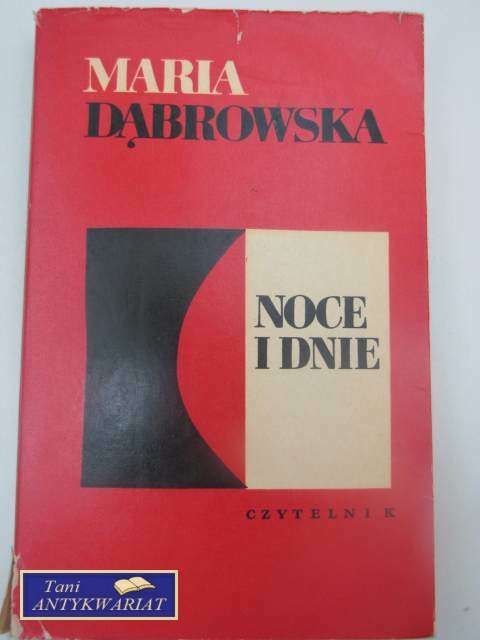 MARIA
DĄBROWSKA
NOCE
I DNIE
CZYTELNIK
Tani
ANTYKWARIAT